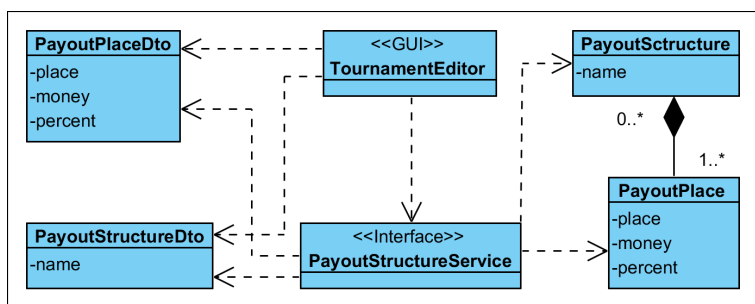 PayoutPlaceDto
-place
-money
-percent
<<GUI>>
TournamentEditor
PayoutSctructure
-name
0..*
1..*
PayoutPlace
-place
-money
-percent
PayoutStructureDto
-name
<<Interface>>
PayoutStructureService